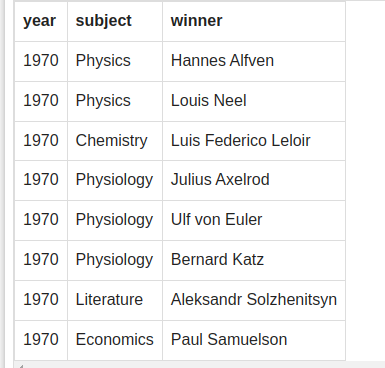 year subject winner
1970 Physics Hannes Alfven
1970 Physics Louis Neel
1970 Chemistry Luis Federico Leloir
1970 Physiology Julius Axelrod
1970 Physiology Ulf von Euler
1970 Physiology Bernard Katz
1970 Literature Aleksandr Solzhenitsyn
1970 Economics Paul Samuelson